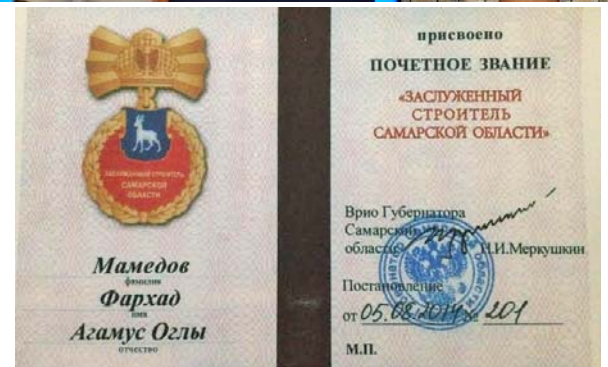 ЗАСЛУЖЕННЫЙ СТРОИТЕЛЬ
САМАРСКОЙ
ОБЛАСТИ
Мамедов
фамилия
Фархад
имя
Агамус Оглы
отчество
присвоено
ПОЧЕТНОЕ ЗВАНИЕ
«ЗАСЛУЖЕННЫЙ
СТРОИТЕЛЬ
САМАРСКОЙ ОБЛАСТИ»
Врио Губернатора
Самарской
области Н.И.Меркушкин
Постановление
от 05.08.2014 № 201
М.П.